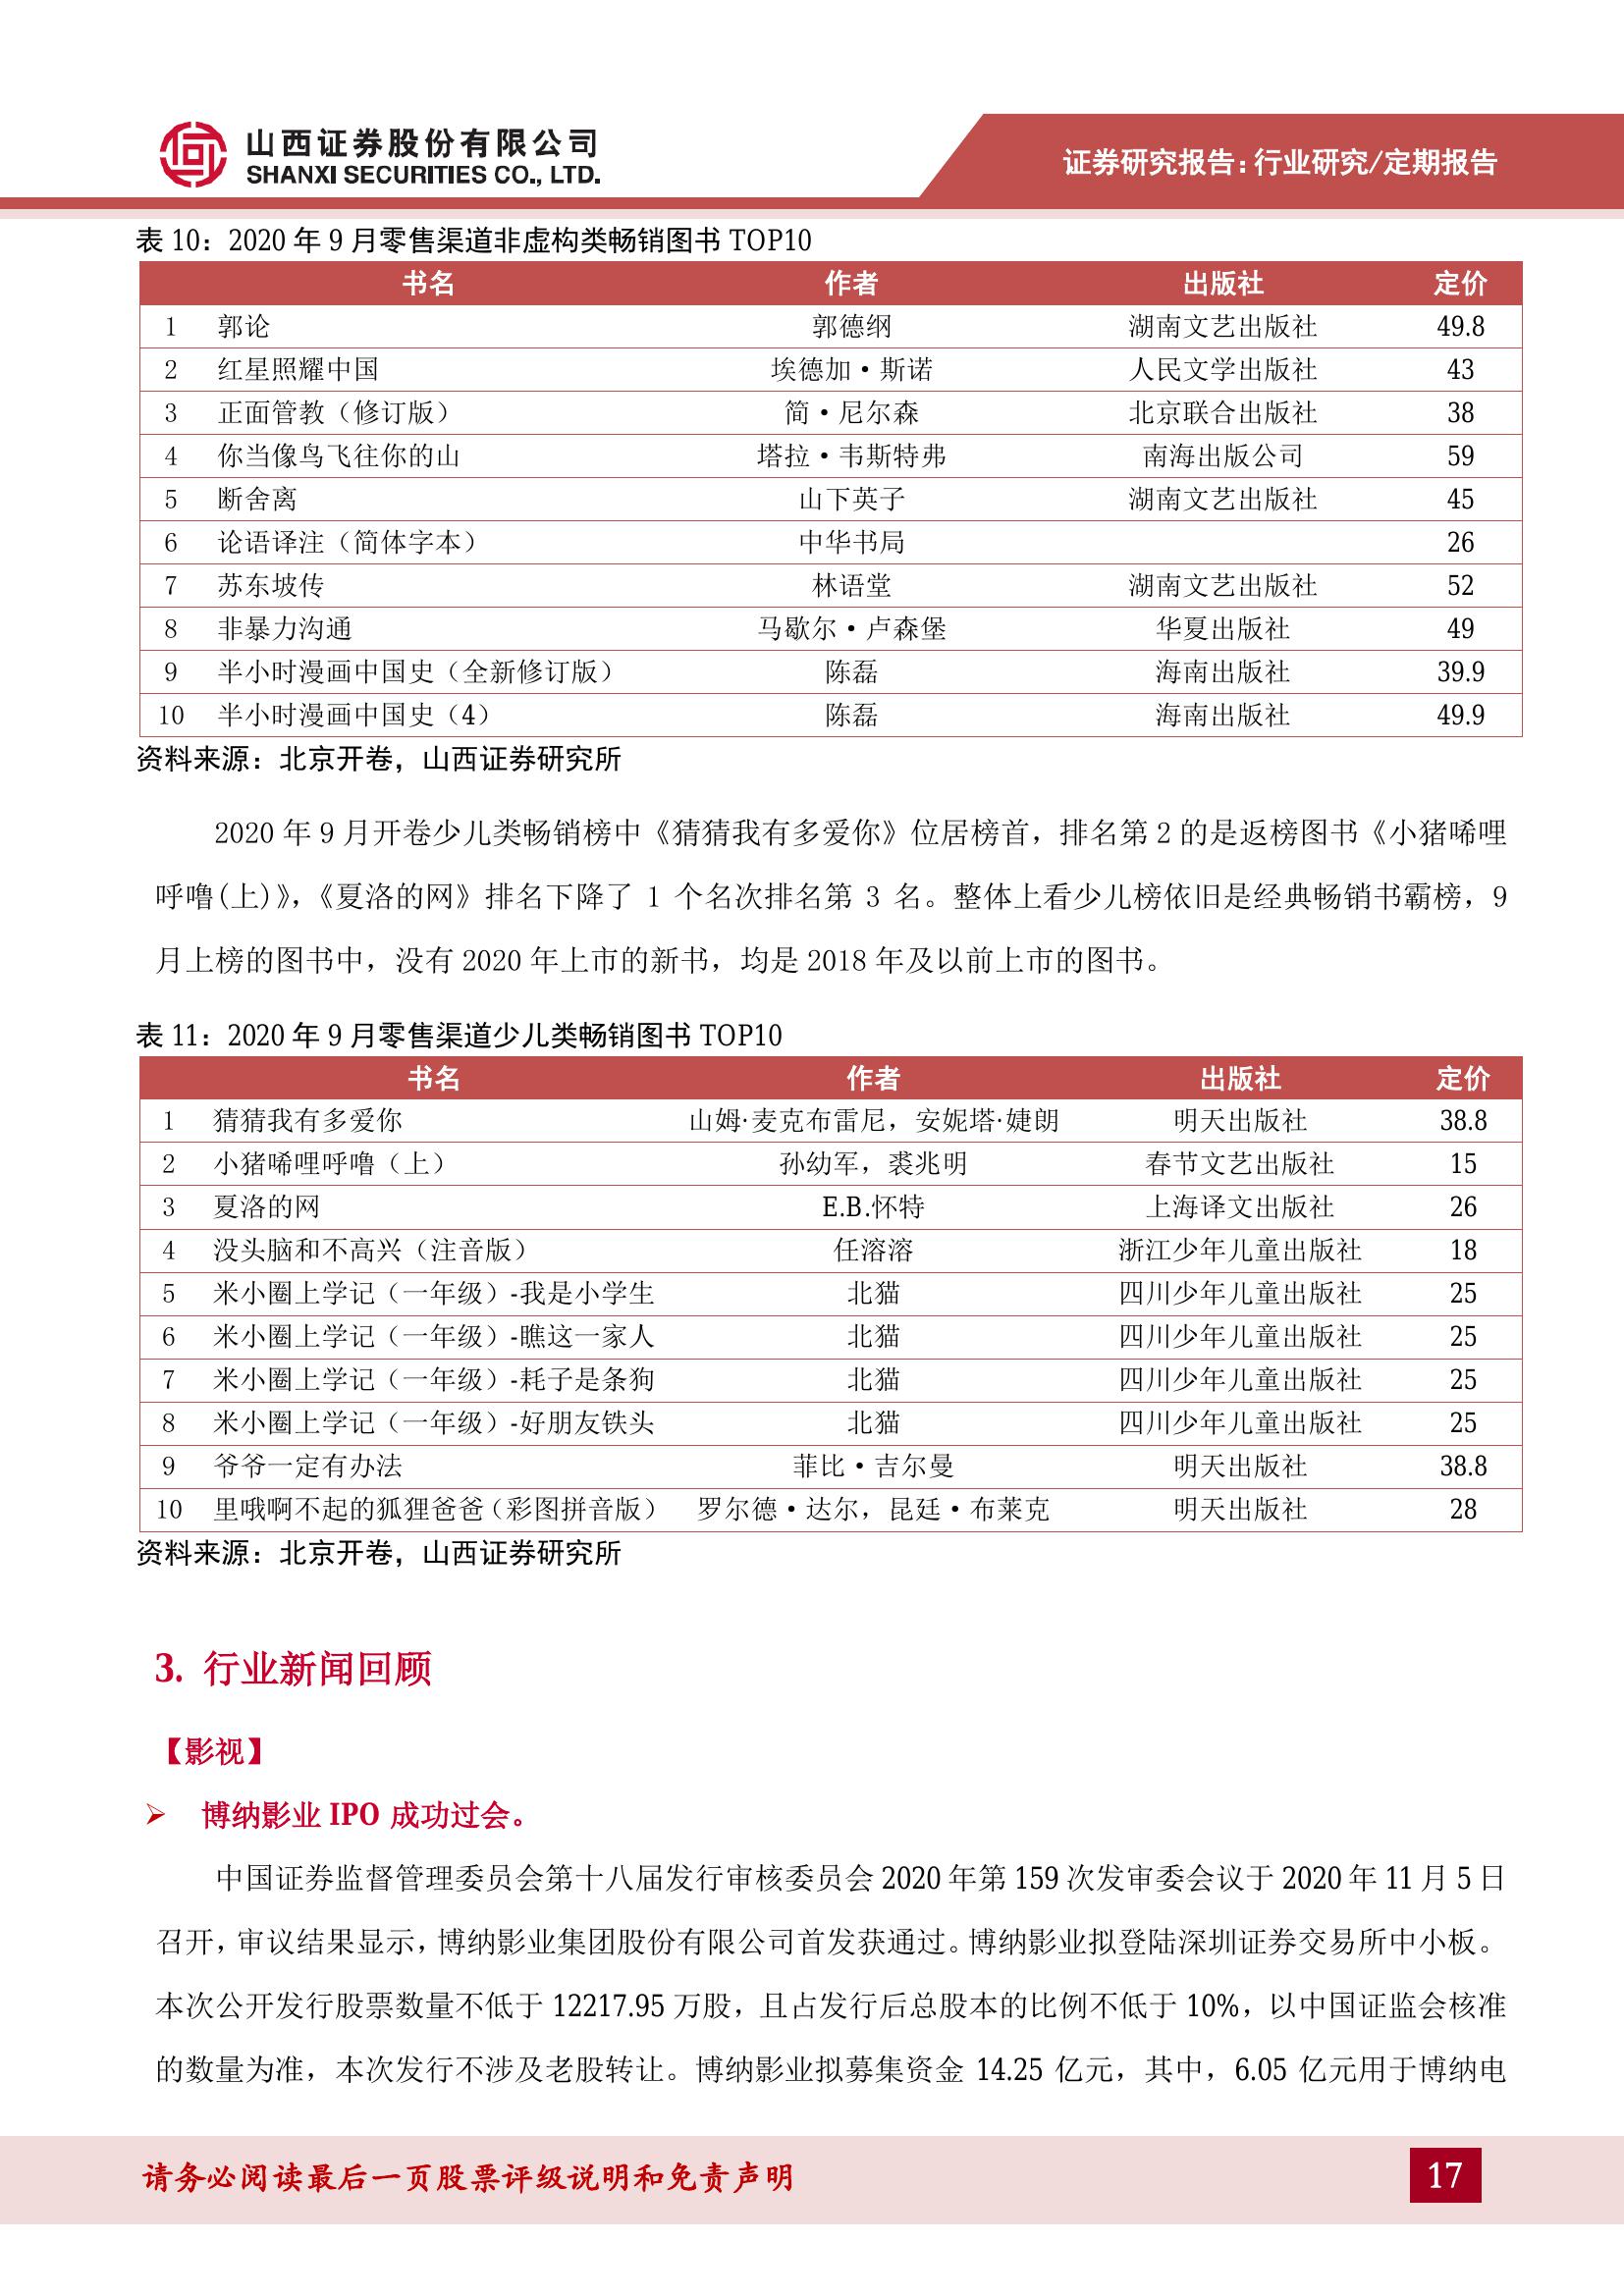 山西证券股份有限公司
SHANXI SECURITIES CO., LTD.
证券研究报告：行业研究/定期报告
表 10：2020 年 9 月零售渠道非虚构类畅销图书 TOP10
书名 作者 出版社 定价
1 郭论 郭德纲 湖南文艺出版社 49.8
2 红星照耀中国 埃德加·斯诺 人民文学出版社 43
3 正面管教（修订版） 简·尼尔森 北京联合出版社 38
4 你当像鸟飞往你的山 塔拉·韦斯特弗 南海出版公司 59
5 断舍离 山下英子 湖南文艺出版社 45
6 论语译注（简体字本） 中华书局 26
7 苏东坡传 林语堂 湖南文艺出版社 52
8 非暴力沟通 马歇尔·卢森堡 华夏出版社 49
9 半小时漫画中国史（全新修订版） 陈磊 海南出版社 39.9
10 半小时漫画中国史（4） 陈磊 海南出版社 49.9
资料来源：北京开卷，山西证券研究所
2020 年 9 月开卷少儿类畅销榜中《猜猜我有多爱你》位居榜首，排名第 2 的是返榜图书《小猪唏哩
呼噜(上)》，《夏洛的网》排名下降了 1 个名次排名第 3 名。整体上看少儿榜依旧是经典畅销书霸榜，9
月上榜的图书中，没有 2020 年上市的新书，均是 2018 年及以前上市的图书。
表 11：2020 年 9 月零售渠道少儿类畅销图书 TOP10
书名 作者 出版社 定价
1 猜猜我有多爱你 山姆·麦克布雷尼，安妮塔·婕朗 明天出版社 38.8
2 小猪唏哩呼噜（上） 孙幼军，裘兆明 春节文艺出版社 15
3 夏洛的网 E.B.怀特 上海译文出版社 26
4 没头脑和不高兴（注音版） 任溶溶 浙江少年儿童出版社 18
5 米小圈上学记（一年级）-我是小学生 北猫 四川少年儿童出版社 25
6 米小圈上学记（一年级）-瞧这一家人 北猫 四川少年儿童出版社 25
7 米小圈上学记（一年级）-耗子是条狗 北猫 四川少年儿童出版社 25
8 米小圈上学记（一年级）-好朋友铁头 北猫 四川少年儿童出版社 25
9 爷爷一定有办法 菲比·吉尔曼 明天出版社 38.8
10 里哦啊不起的狐狸爸爸（彩图拼音版） 罗尔德·达尔，昆廷·布莱克 明天出版社 28
资料来源：北京开卷，山西证券研究所
3. 行业新闻回顾
【影视】
➢ 博纳影业 IPO 成功过会。
中国证券监督管理委员会第十八届发行审核委员会 2020 年第 159 次发审委会议于 2020 年 11 月 5 日
召开，审议结果显示，博纳影业集团股份有限公司首发获通过。博纳影业拟登陆深圳证券交易所中小板。
本次公开发行股票数量不低于 12217.95 万股，且占发行后总股本的比例不低于 10%，以中国证监会核准
的数量为准，本次发行不涉及老股转让。博纳影业拟募集资金 14.25 亿元，其中，6.05 亿元用于博纳电
请务必阅读最后一页股票评级说明和免责声明
17